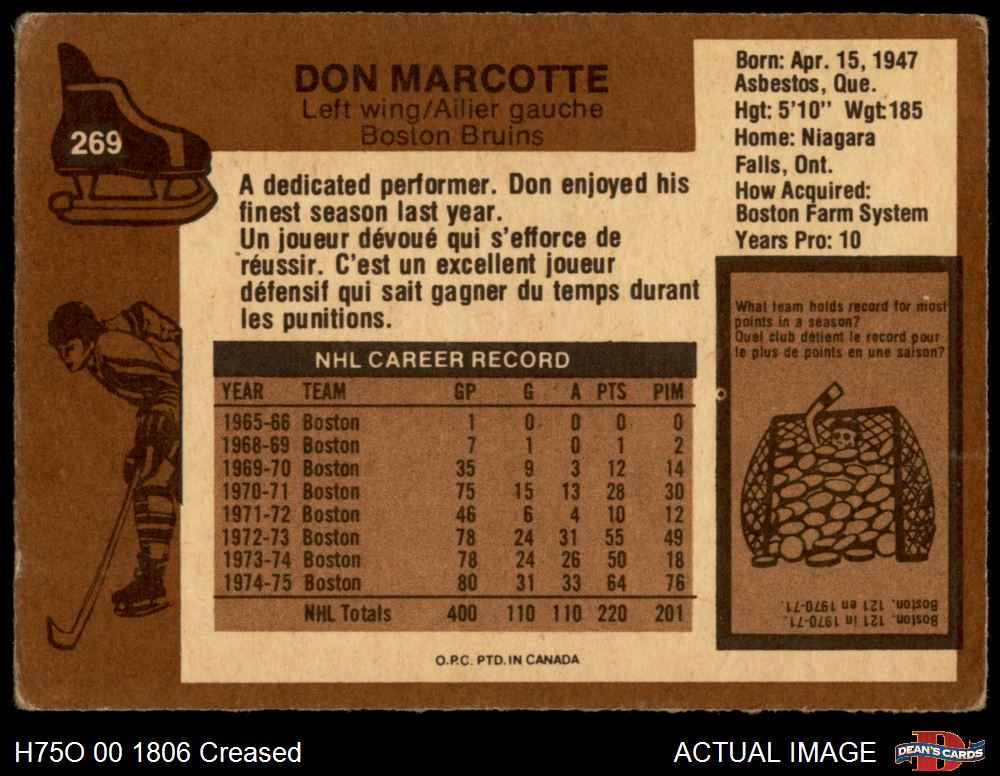 269
DON MARCOTTE
Left wing/Ailier gauche
Boston Bruins
Born: Apr. 15, 1947
Asbestos, Que.
Hgt: 5'10" Wgt:185
Home: Niagara
Falls, Ont.
How Acquired:
Boston Farm System
Years Pro: 10
A dedicated performer. Don enjoyed his
finest season last year.
Un joueur dévoué qui s'efforce de
réussir. C'est un excellent joueur
défensif qui sait gagner du temps durant
les punitions.
NHL CAREER RECORD
YEAR TEAM GP G A PTS PIM
1965-66 Boston 1 0 0 0 0
1968-69 Boston 7 1 0 1 2
1969-70 Boston 35 9 3 12 14
1970-71 Boston 75 15 13 28 30
1971-72 Boston 46 6 4 10 12
1972-73 Boston 78 24 31 55 49
1973-74 Boston 78 24 26 50 18
1974-75 Boston 80 31 33 64 76
NHL Totals 400 110 110 220 201
What team holds record for most
points in a season?
Quel club détient le record pour
le plus de points en une saison?
Boston, 121 in 1970-71.
Boston, 121 en 1970-71.
O.P.C. PTD. IN CANADA
H75O 00 1806 Creased
ACTUAL IMAGE
DEAN'S CARDS